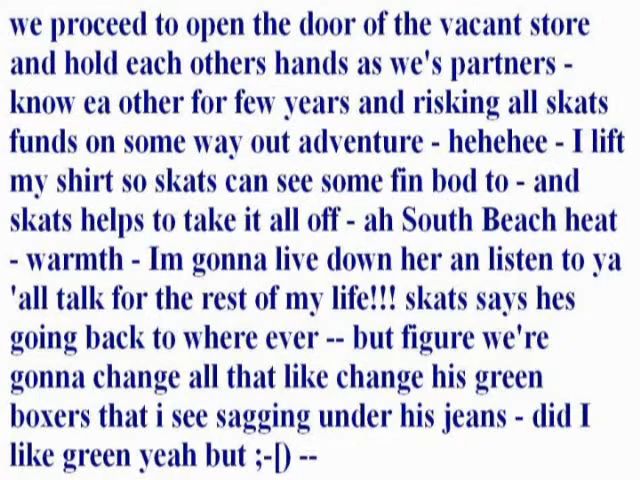 we proceed to open the door of the vacant store
and hold each others hands as we's partners -
know ea other for few years and risking all skats
funds on some way out adventure - hehehee - I lift
my shirt so skats can see some fin bod to - and
skats helps to take it all off - ah South Beach heat
- warmth - Im gonna live down her an listen to ya
'all talk for the rest of my life!!! skats says hes
going back to where ever -- but figure we're
gonna change all that like change his green
boxers that i see sagging under his jeans - did I
like green yeah but ;-[) --